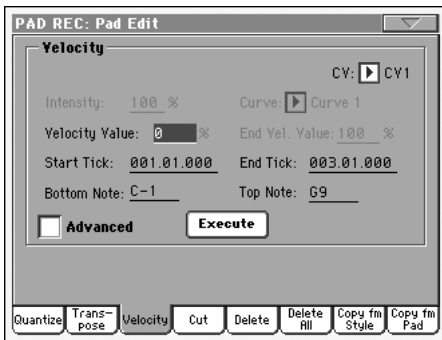 PAD REC: Pad Edit
Velocity
CV: CV1
Intensity: 100 % Curve: Curve 1
Velocity Value: 0 % End Vel. Value: 100 %
Start Tick: 001.01.000 End Tick: 003.01.000
Bottom Note: C-1 Top Note: G9
Advanced Execute
Quantize Trans-pose Velocity Cut Delete Delete All Copy fm Style Copy fm Pad